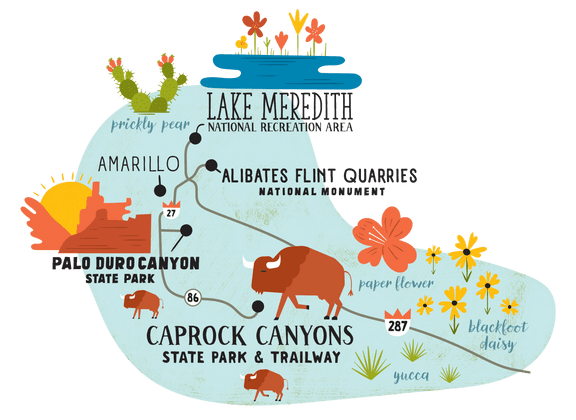 LAKE MEREDITH
NATIONAL RECREATION AREA
prickly pear
AMARILLO
ALIBATES FLINT QUARRIES
NATIONAL MONUMENT
27
PALO DURO CANYON
STATE PARK
paper flower
86
287
CAPROCK CANYONS
STATE PARK & TRAILWAY
blackfoot
daisy
yucca